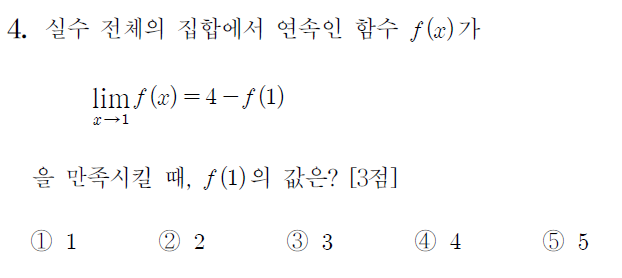 4. 실수 전체의 집합에서 연속인 함수 f(x)가
lim f(x) = 4 − f(1)
x→1
을 만족시킬 때, f(1)의 값은? [3점]
① 1 ② 2 ③ 3 ④ 4 ⑤ 5